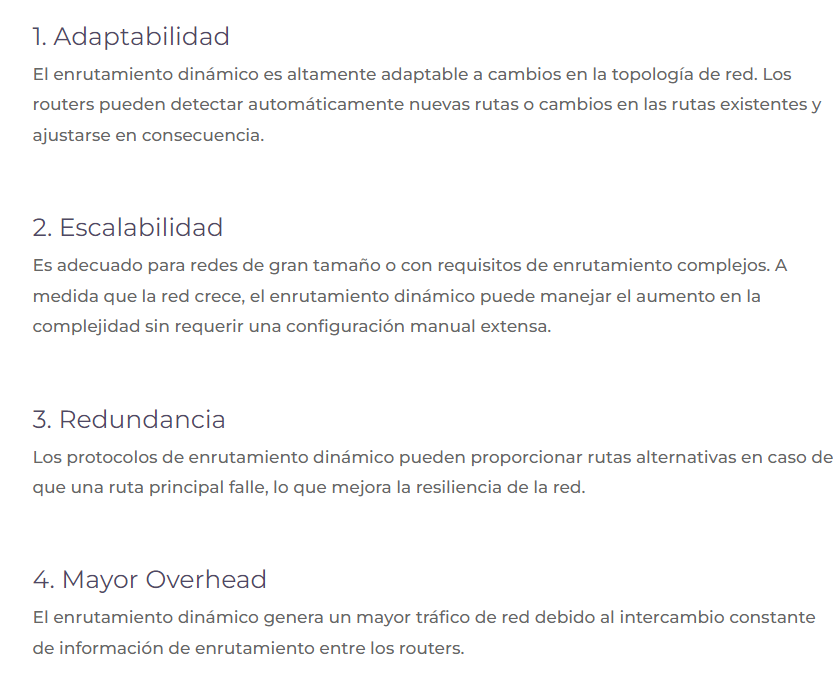 1. Adaptabilidad
El enrutamiento dinámico es altamente adaptable a cambios en la topología de red. Los
routers pueden detectar automáticamente nuevas rutas o cambios en las rutas existentes y
ajustarse en consecuencia.
2. Escalabilidad
Es adecuado para redes de gran tamaño o con requisitos de enrutamiento complejos. A
medida que la red crece, el enrutamiento dinámico puede manejar el aumento en la
complejidad sin requerir una configuración manual extensa.
3. Redundancia
Los protocolos de enrutamiento dinámico pueden proporcionar rutas alternativas en caso de
que una ruta principal falle, lo que mejora la resiliencia de la red.
4. Mayor Overhead
El enrutamiento dinámico genera un mayor tráfico de red debido al intercambio constante
de información de enrutamiento entre los routers.